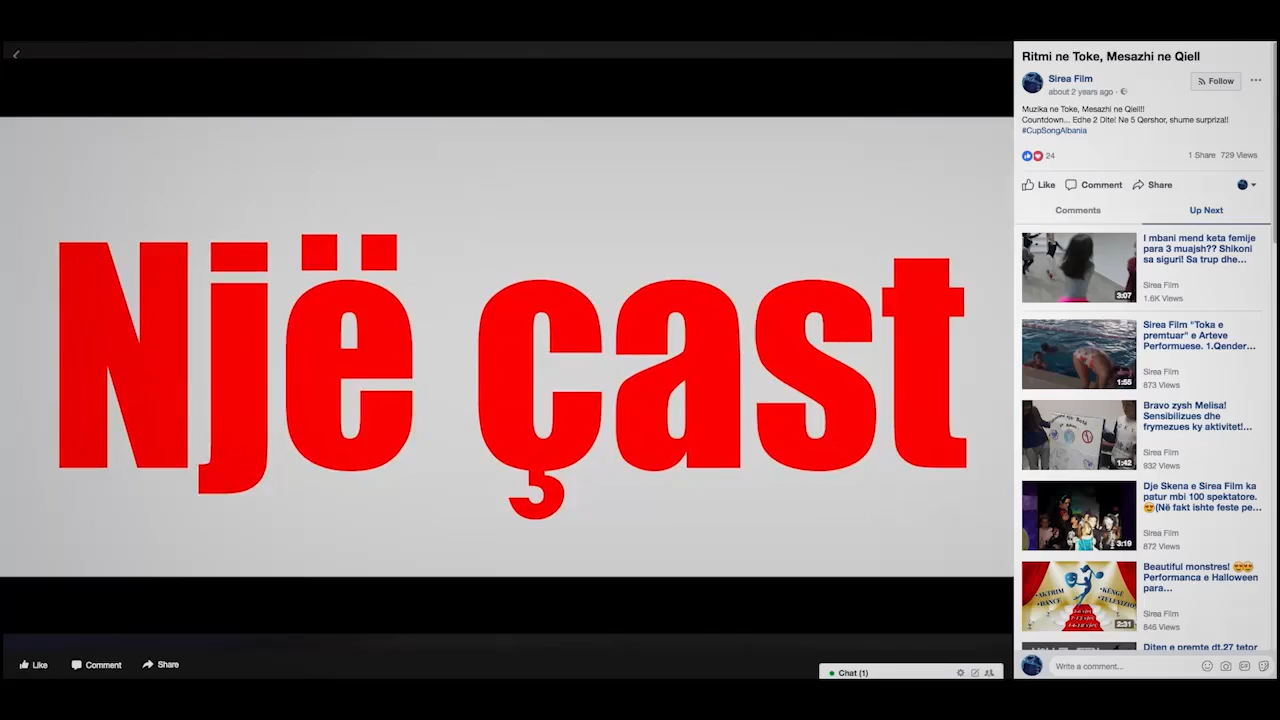 Një çast
Like
Comment
Share
Chat (1)
Ritmi ne Toke, Mesazhi ne Qiell
Sirea Film
Follow
about 2 years ago
Muzika ne Toke, Mesazhi ne Qiell!!
Countdown... Edhe 2 Dite! Ne 5 Qershor, shume surpriza!!
#CupSongAlbania
24
1 Share 729 Views
Like Comment Share
Comments Up Next
3:07
I mbani mend keta femije
para 3 muajsh?? Shikoni
sa siguri! Sa trup dhe...
Sirea Film
1.6K Views
1:55
Sirea Film "Toka e
premtuar" e Arteve
Performuese. 1.Qender...
Sirea Film
873 Views
1:42
Bravo zysh Melisa!
Sensibilizues dhe
frymezues ky aktivitet!...
Sirea Film
932 Views
3:19
Dje Skena e Sirea Film ka
patur mbi 100 spektatore.
😍(Në fakt ishte feste pe...
Sirea Film
872 Views
•AKTRIM
•DANCE
•KËNGË
2:31
Beautiful monstres! 😍😍
Performanca e Halloween
para...
Sirea Film
846 Views
Diten e premte dt.27 tetor
Write a comment...